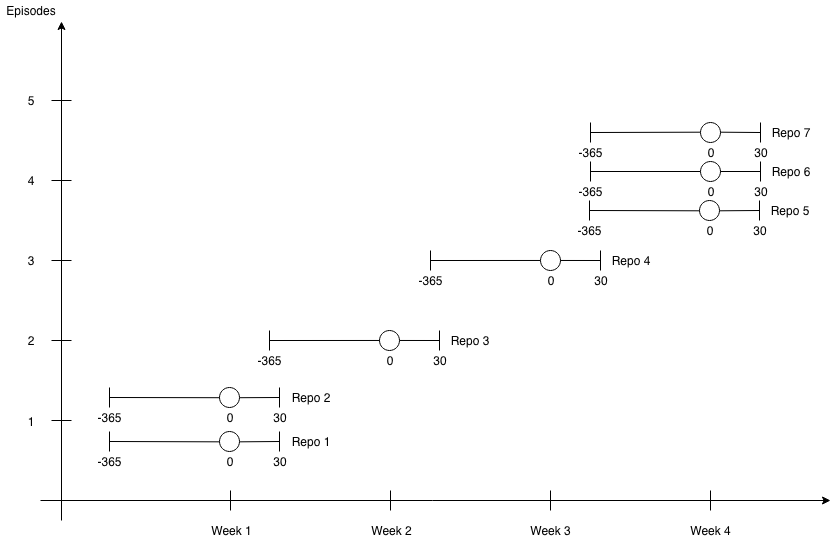 Episodes
5
Repo 7
-365 0 30
4
Repo 6
-365 0 30
Repo 5
-365 0 30
3
Repo 4
-365 0 30
2
Repo 3
-365 0 30
Repo 2
-365 0 30
1
Repo 1
-365 0 30
Week 1 Week 2 Week 3 Week 4